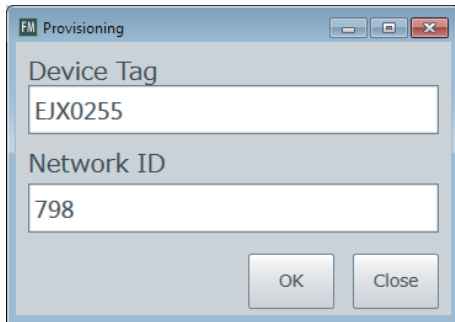 FM Provisioning
Device Tag
EJX0255
Network ID
798
OK Close